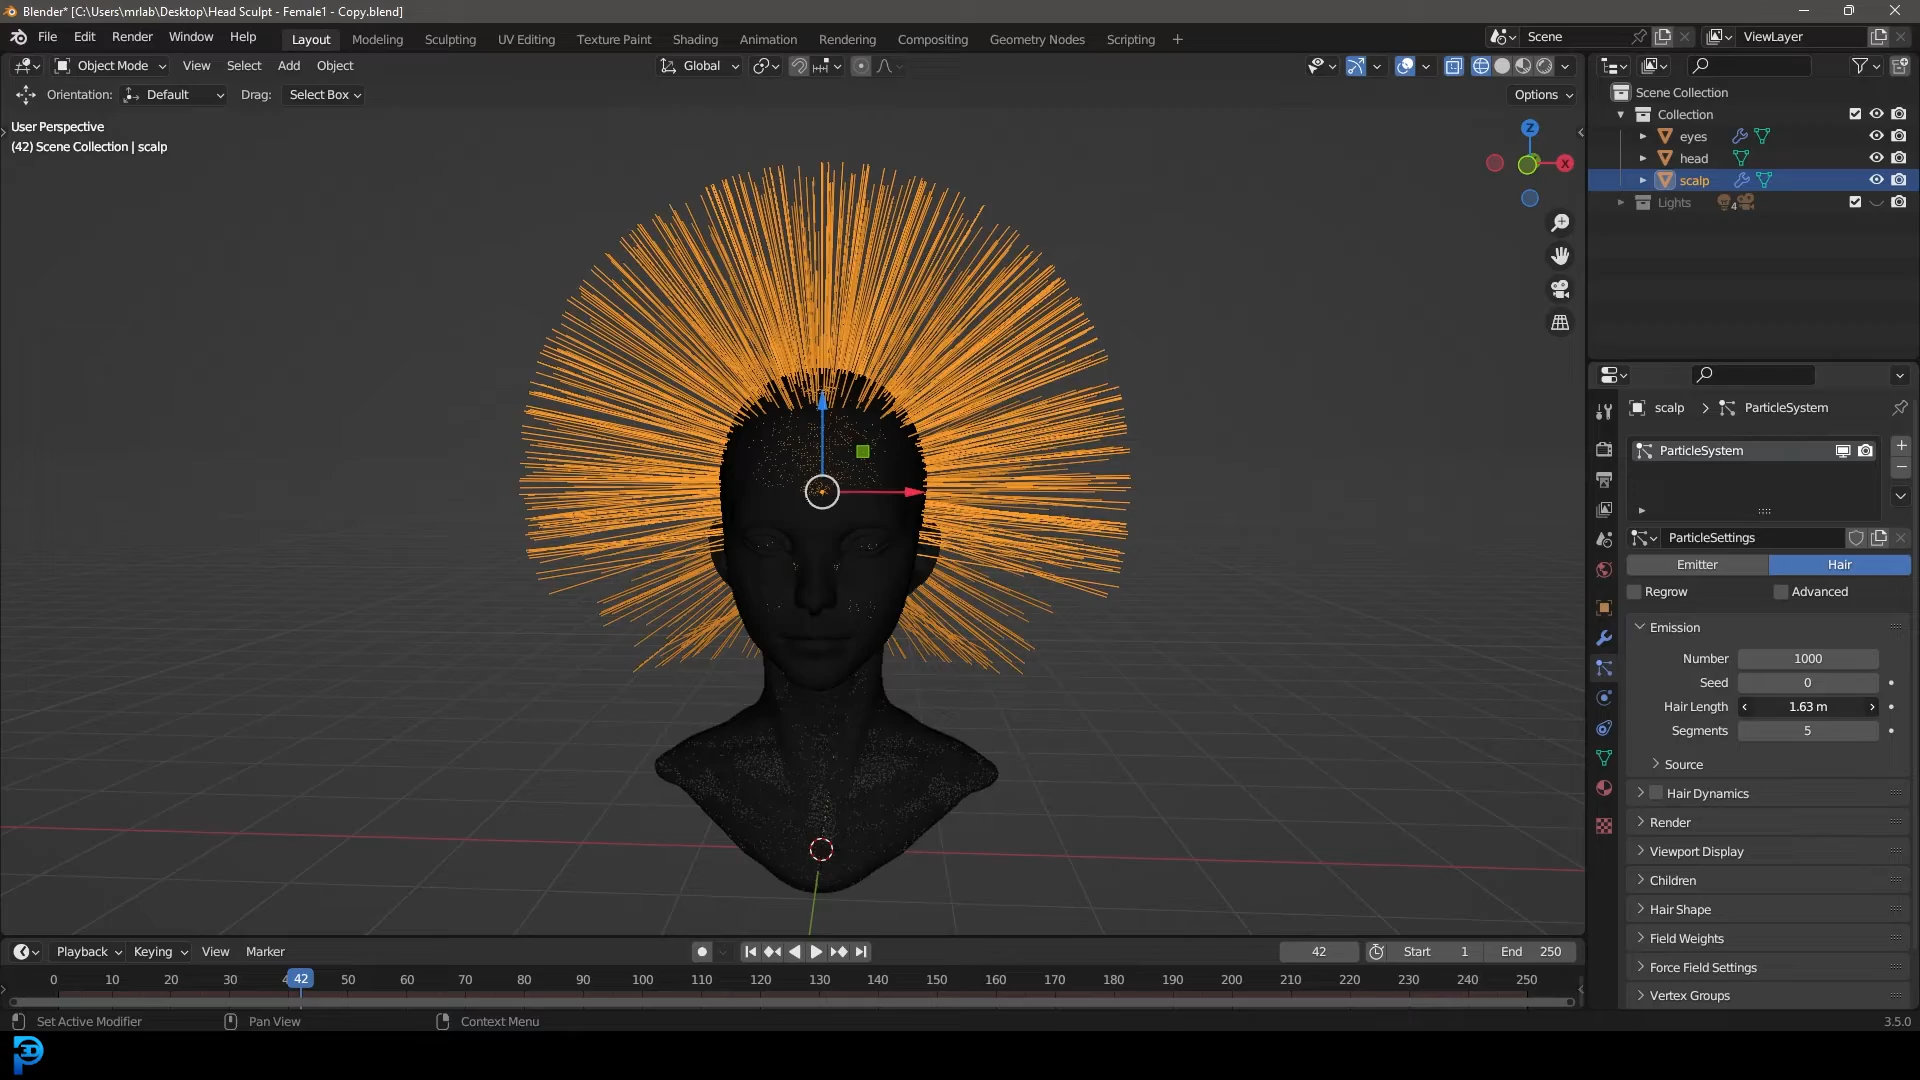 Blender* [C:\Users\mrlab\Desktop\Head Sculpt - Female1 - Copy.blend]
File Edit Render Window Help Layout Modeling Sculpting UV Editing Texture Paint Shading Animation Rendering Compositing Geometry Nodes Scripting + Scene ViewLayer
Object Mode View Select Add Object Global
Orientation: Default Drag: Select Box Options
User Perspective
(42) Scene Collection | scalp
Z
X
Scene Collection
Collection
eyes
head
scalp
Lights 4
scalp > ParticleSystem
ParticleSystem
ParticleSettings
Emitter Hair
Regrow Advanced
Emission
Number 1000
Seed 0
Hair Length 1.63 m
Segments 5
Source
Hair Dynamics
Render
Viewport Display
Children
Hair Shape
Field Weights
Force Field Settings
Vertex Groups
Playback Keying View Marker 42 Start 1 End 250
0 10 20 30 4 42 50 60 70 80 90 100 110 120 130 140 150 160 170 180 190 200 210 220 230 240 250
Set Active Modifier Pan View Context Menu 3.5.0
3D